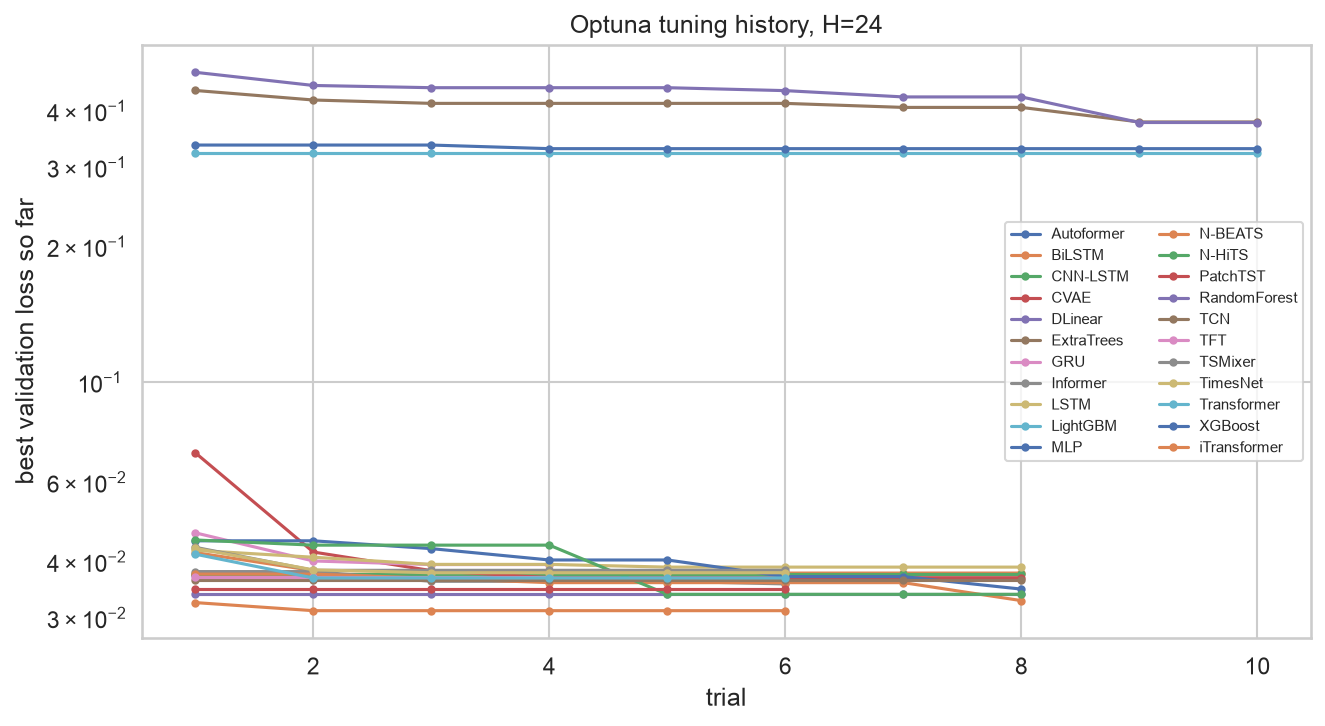 Optuna tuning history, H=24
best validation loss so far
4 × 10⁻¹
3 × 10⁻¹
2 × 10⁻¹
10⁻¹
6 × 10⁻²
4 × 10⁻²
3 × 10⁻²
Autoformer
BiLSTM
CNN-LSTM
CVAE
DLinear
ExtraTrees
GRU
Informer
LSTM
LightGBM
MLP
N-BEATS
N-HiTS
PatchTST
RandomForest
TCN
TFT
TSMixer
TimesNet
Transformer
XGBoost
iTransformer
2 4 6 8 10
trial